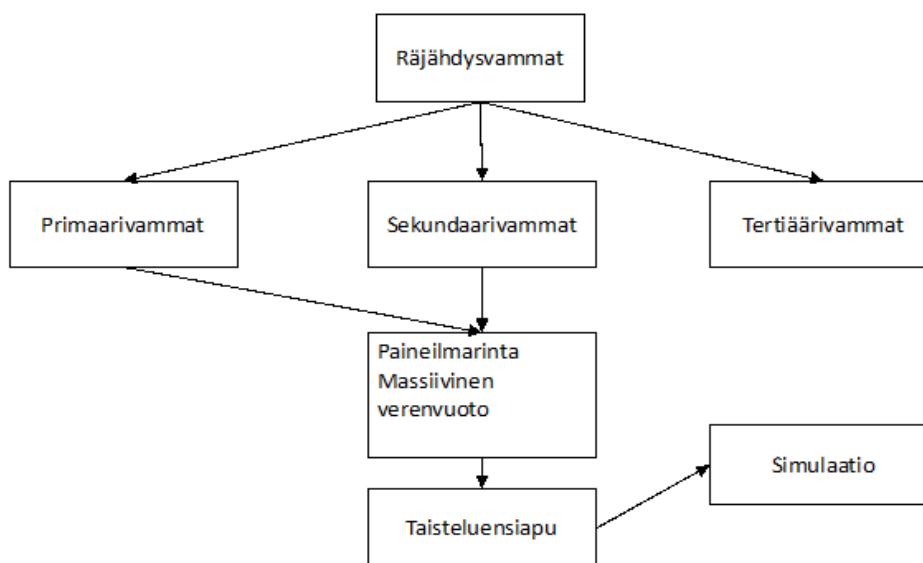 Räjähdysvammat
Primaarivammat
Sekundaarivammat
Tertiäärivammat
Paineilmarinta
Massiivinen
verenvuoto
Simulaatio
Taisteluensiapu